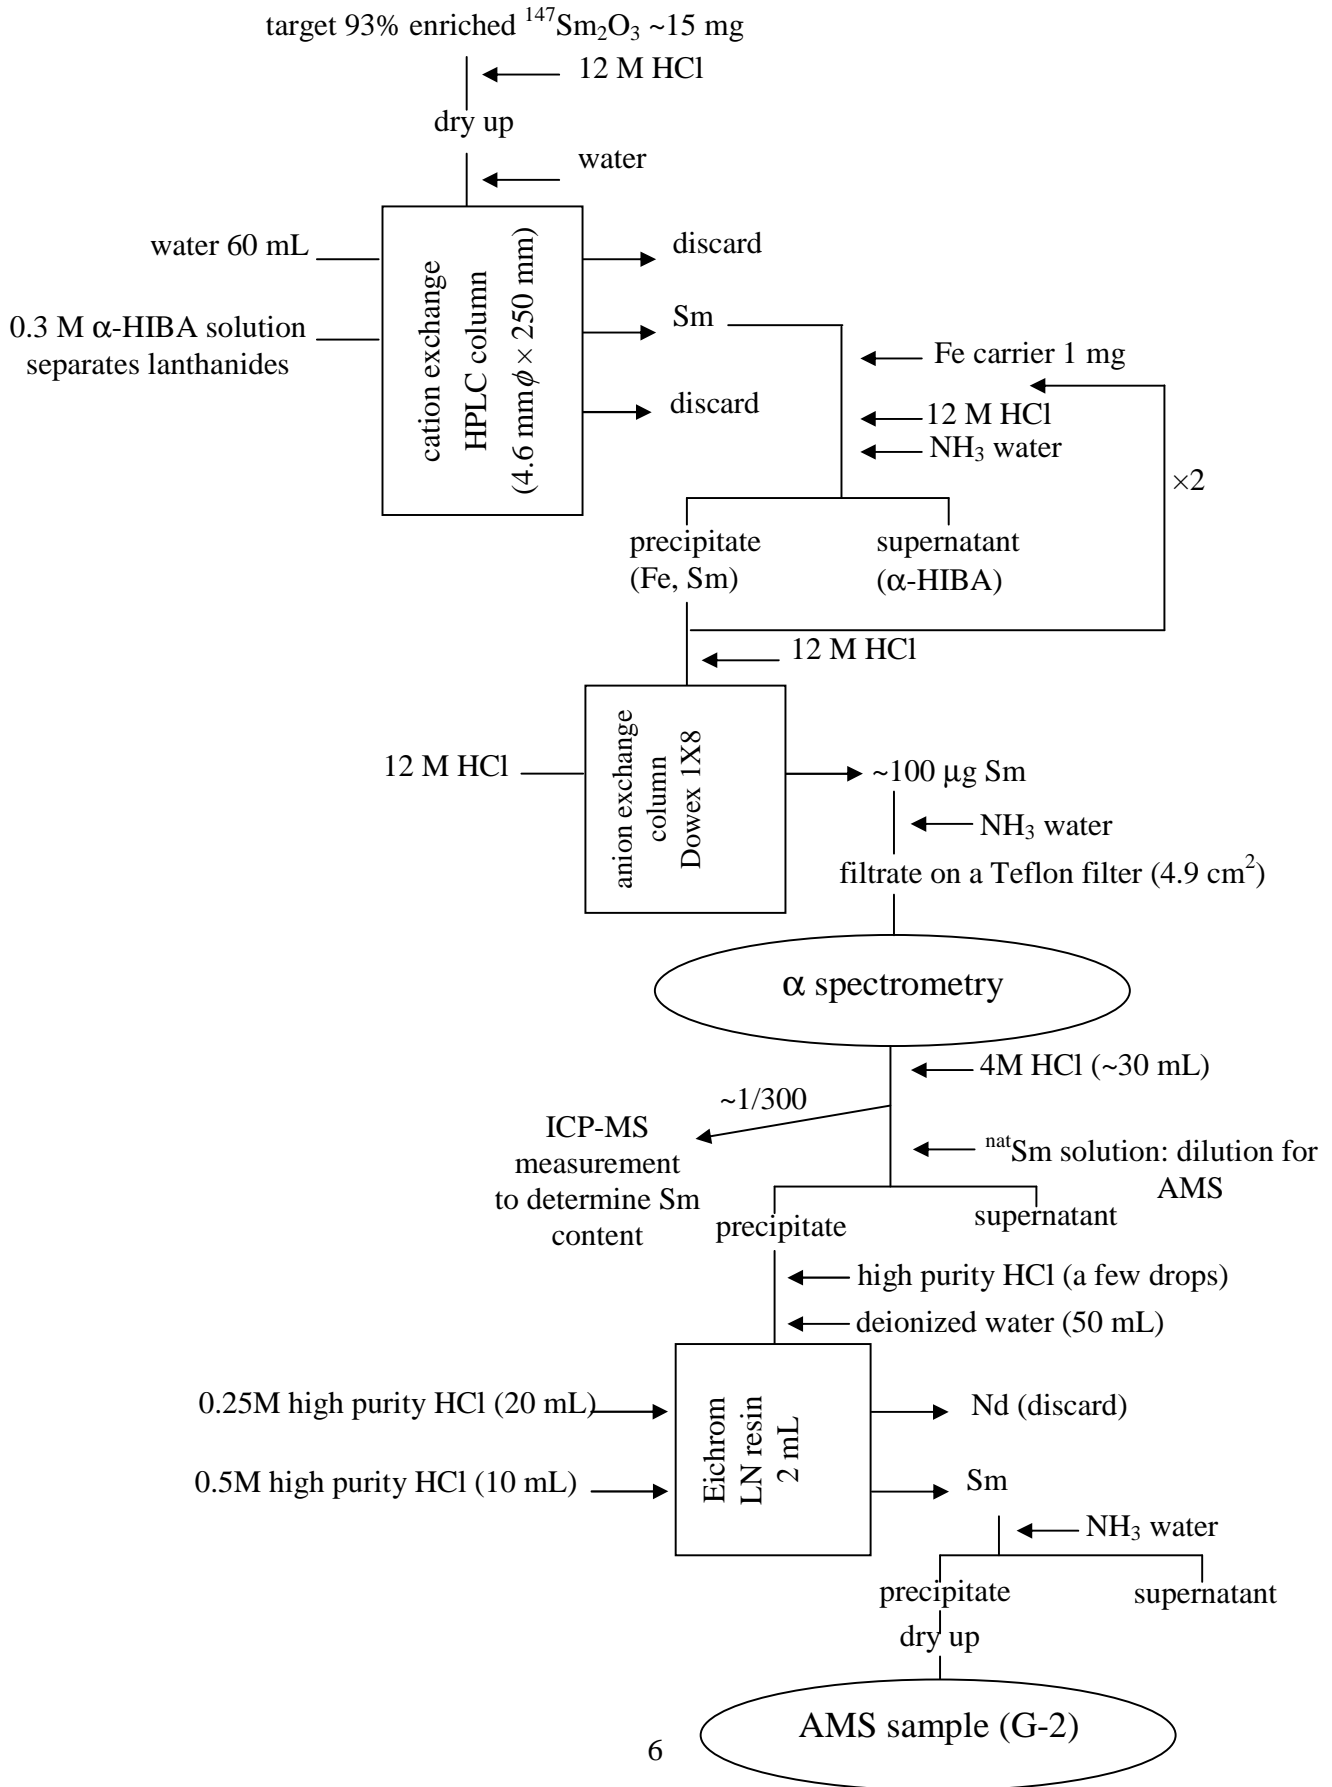 target 93% enriched ¹⁴⁷Sm₂O₃ ~15 mg
12 M HCl
dry up
water
water 60 mL
discard
cation exchange
HPLC column
(4.6 mmϕ × 250 mm)
0.3 M α-HIBA solution
separates lanthanides
Sm
Fe carrier 1 mg
discard
12 M HCl
NH₃ water
×2
precipitate
(Fe, Sm)
supernatant
(α-HIBA)
12 M HCl
12 M HCl
anion exchange
column
Dowex 1X8
~100 μg Sm
NH₃ water
filtrate on a Teflon filter (4.9 cm²)
α spectrometry
4M HCl (~30 mL)
~1/300
ICP-MS
measurement
to determine Sm
content
ⁿᵃᵗSm solution: dilution for
AMS
precipitate
supernatant
high purity HCl (a few drops)
deionized water (50 mL)
0.25M high purity HCl (20 mL)
Eichrom
LN resin
2 mL
Nd (discard)
0.5M high purity HCl (10 mL)
Sm
NH₃ water
precipitate
supernatant
dry up
AMS sample (G-2)
6